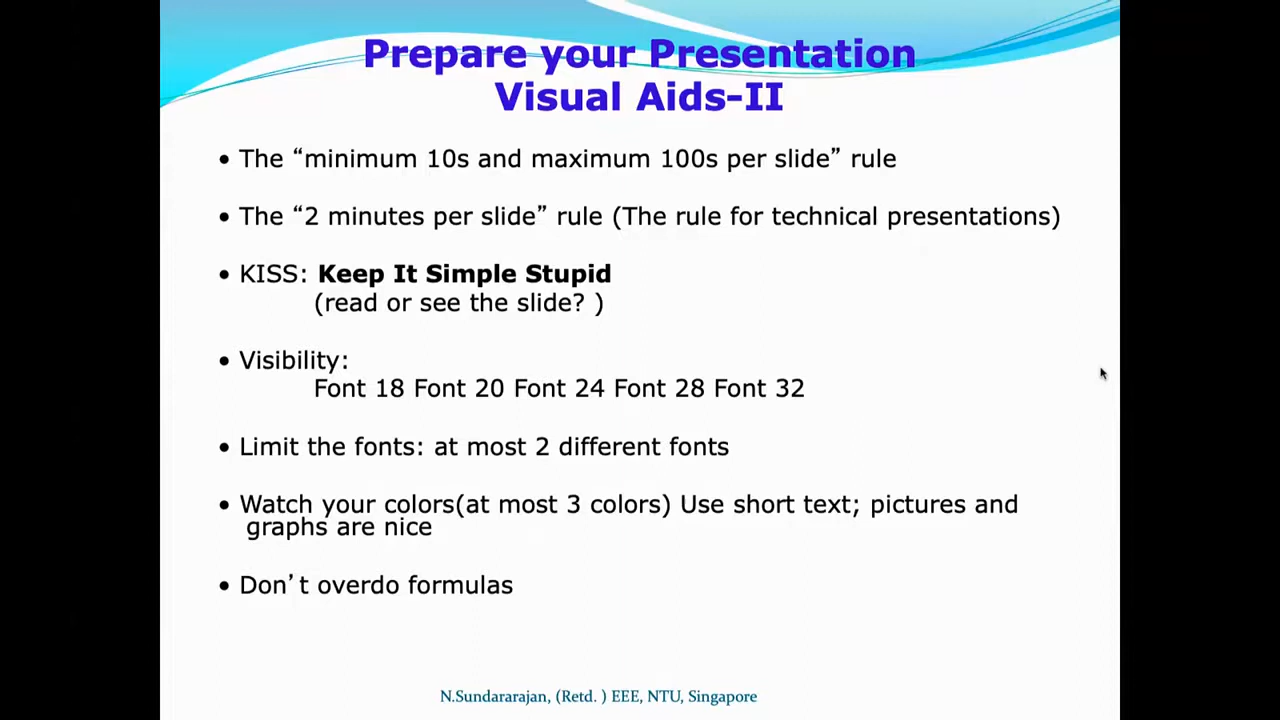 Prepare your Presentation
Visual Aids-II
• The “minimum 10s and maximum 100s per slide” rule
• The “2 minutes per slide” rule (The rule for technical presentations)
• KISS: Keep It Simple Stupid
(read or see the slide? )
• Visibility:
Font 18 Font 20 Font 24 Font 28 Font 32
• Limit the fonts: at most 2 different fonts
• Watch your colors(at most 3 colors) Use short text; pictures and
graphs are nice
• Don’t overdo formulas
N.Sundararajan, (Retd. ) EEE, NTU, Singapore